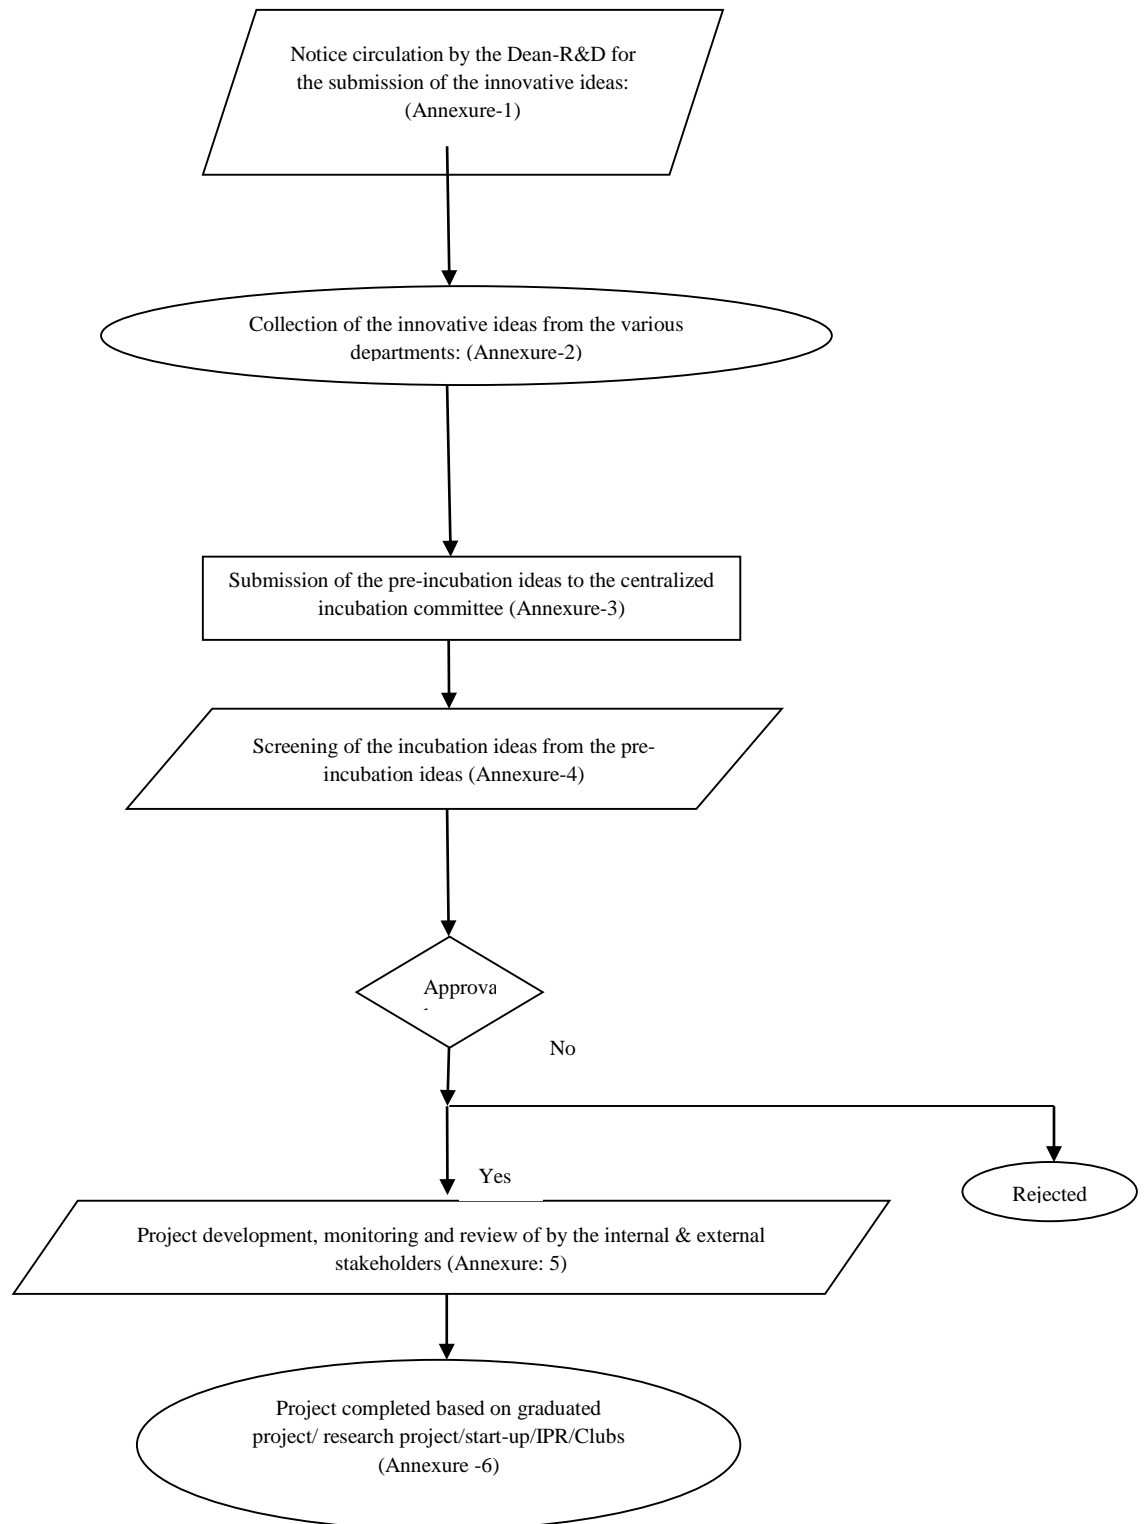 Notice circulation by the Dean-R&D for
the submission of the innovative ideas:
(Annexure-1)
Collection of the innovative ideas from the various
departments: (Annexure-2)
Submission of the pre-incubation ideas to the centralized
incubation committee (Annexure-3)
Screening of the incubation ideas from the pre-
incubation ideas (Annexure-4)
Approva
No
Yes
Rejected
Project development, monitoring and review of by the internal & external
stakeholders (Annexure: 5)
Project completed based on graduated
project/ research project/start-up/IPR/Clubs
(Annexure -6)